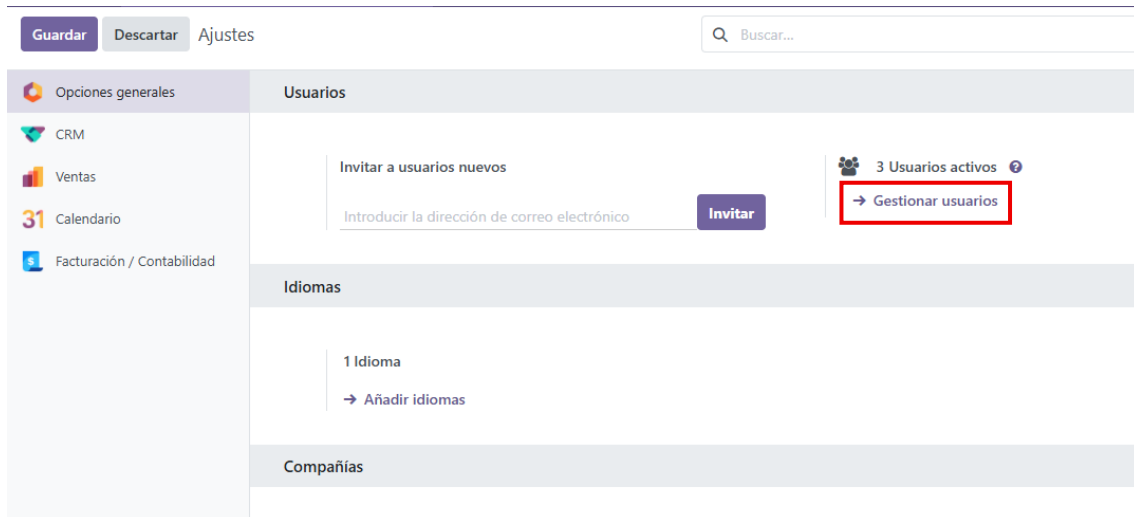 Guardar Descartar Ajustes
Buscar...
Opciones generales
CRM
Ventas
31 Calendario
$ Facturación / Contabilidad
Usuarios
Invitar a usuarios nuevos
Introducir la dirección de correo electrónico Invitar
3 Usuarios activos ?
→ Gestionar usuarios
Idiomas
1 Idioma
→ Añadir idiomas
Compañías